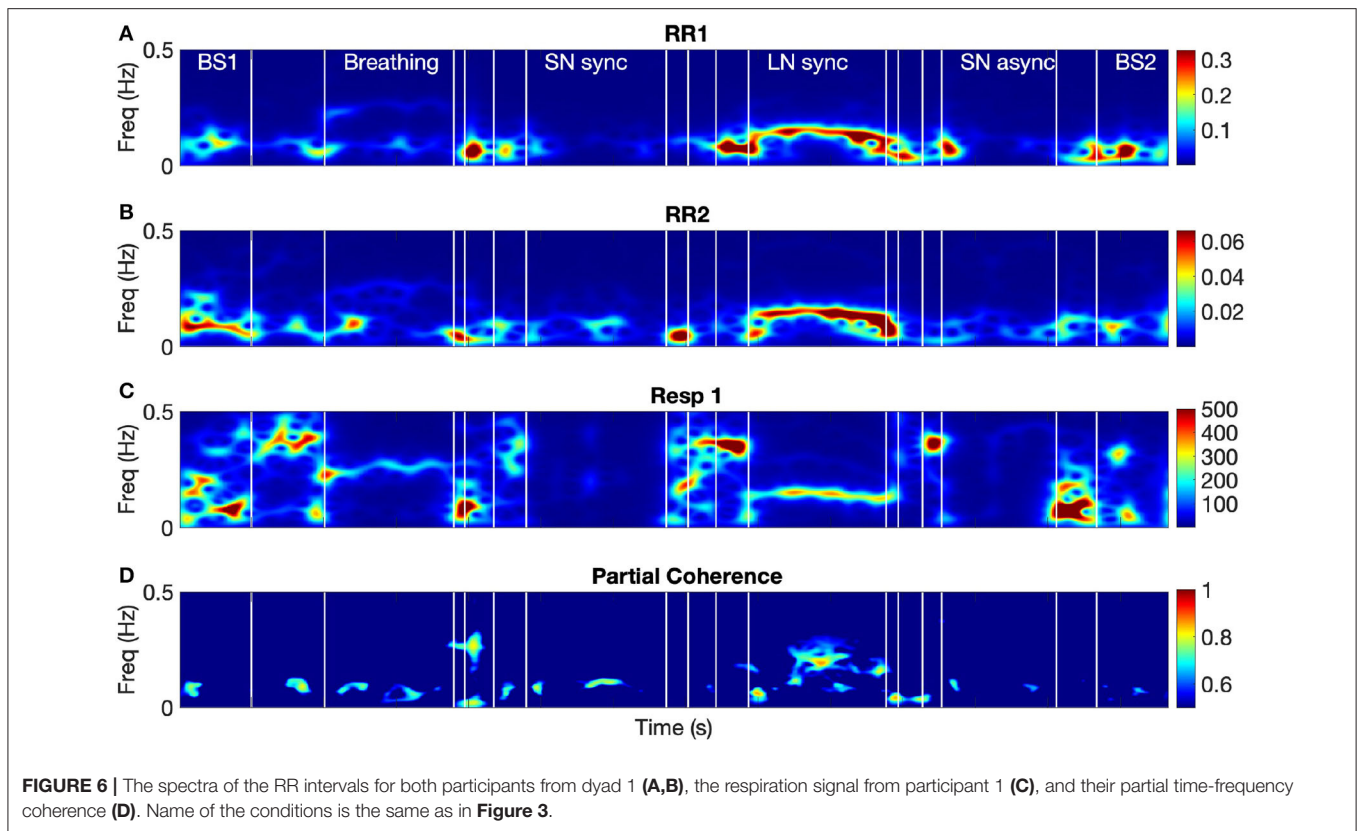 A
RR1
0.5
BS1
Breathing
SN sync
LN sync
SN async
BS2
0.3
0.2
0.1
Freq (Hz)
0
B
RR2
0.5
0.06
0.04
0.02
Freq (Hz)
0
C
Resp 1
0.5
500
400
300
200
100
Freq (Hz)
0
D
Partial Coherence
0.5
1
0.8
0.6
Freq (Hz)
0
Time (s)
FIGURE 6 | The spectra of the RR intervals for both participants from dyad 1 (A,B), the respiration signal from participant 1 (C), and their partial time-frequency
coherence (D). Name of the conditions is the same as in Figure 3.